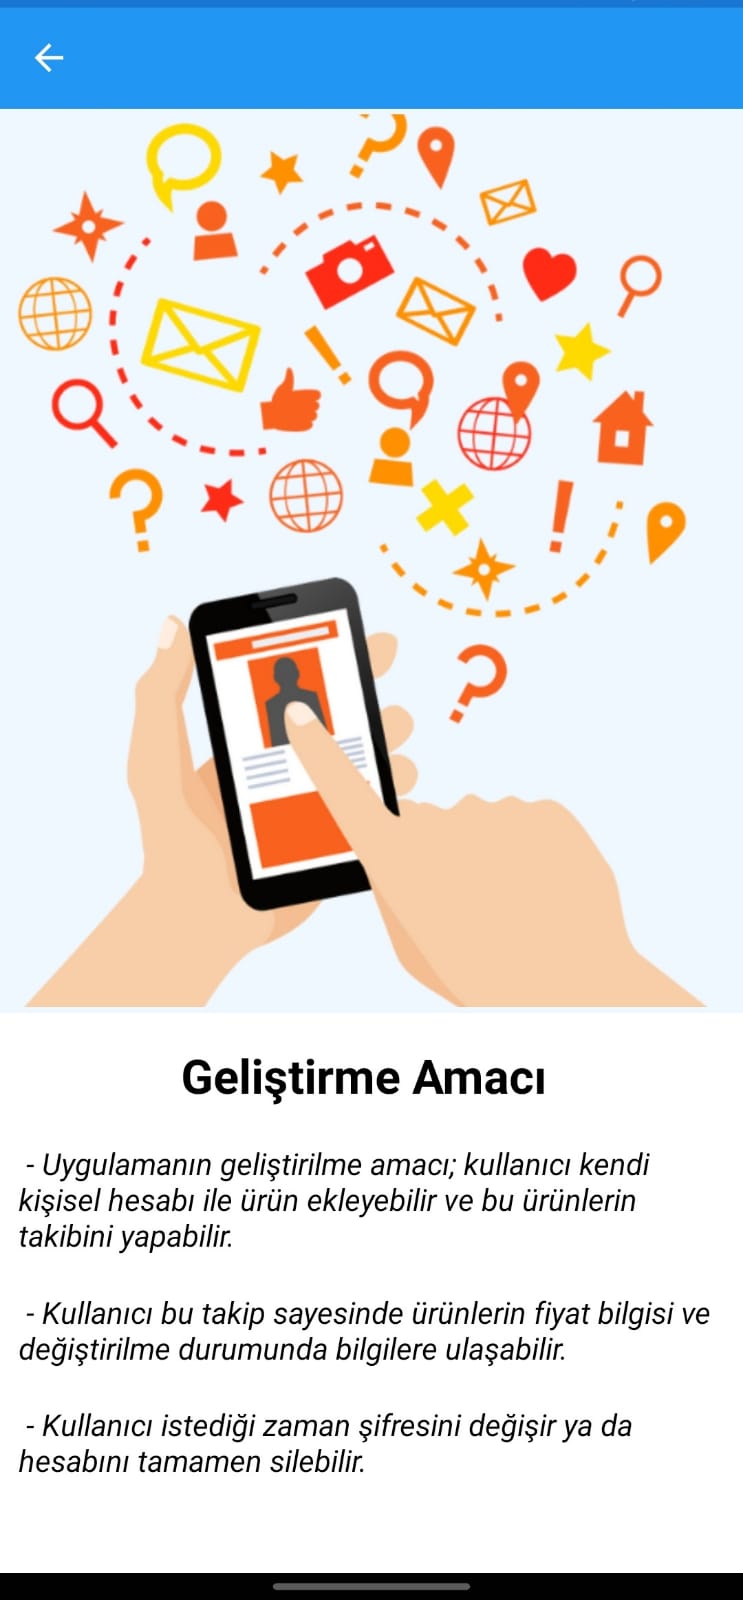 Geliştirme Amacı
- Uygulamanın geliştirilme amacı; kullanıcı kendi
kişisel hesabı ile ürün ekleyebilir ve bu ürünlerin
takibini yapabilir.
- Kullanıcı bu takip sayesinde ürünlerin fiyat bilgisi ve
değiştirilme durumunda bilgilere ulaşabilir.
- Kullanıcı istediği zaman şifresini değişir ya da
hesabını tamamen silebilir.